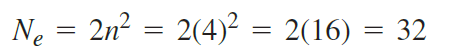 Nₑ = 2n² = 2(4)² = 2(16) = 32